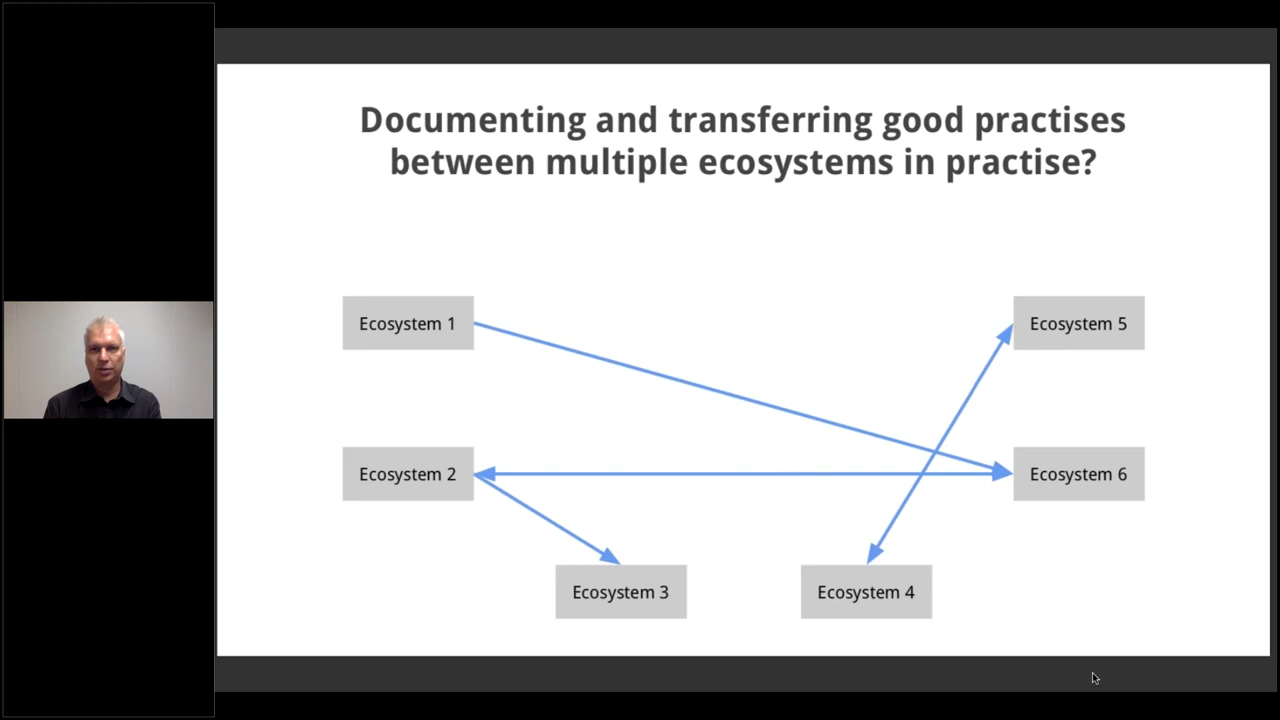 Documenting and transferring good practises
between multiple ecosystems in practise?
Ecosystem 1
Ecosystem 5
Ecosystem 2
Ecosystem 6
Ecosystem 3
Ecosystem 4